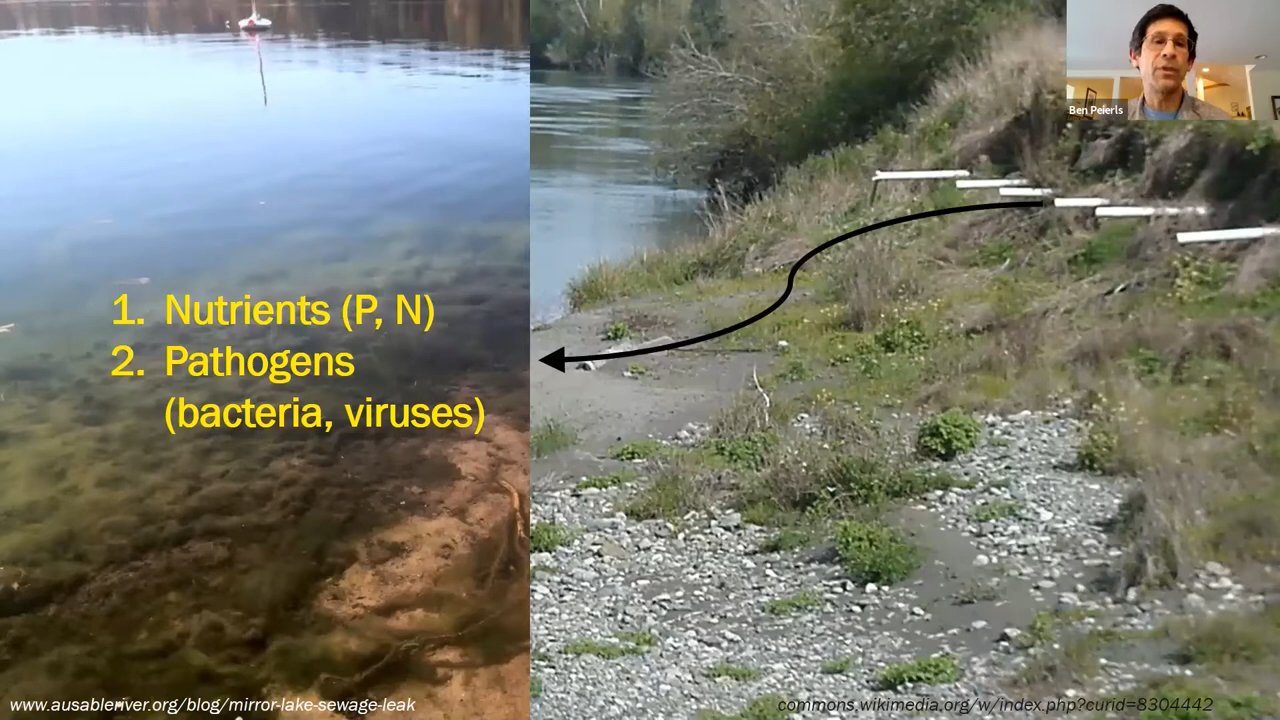 Ben Peierls
1. Nutrients (P, N)
2. Pathogens
(bacteria, viruses)
www.ausableriver.org/blog/mirror-lake-sewage-leak
commons.wikimedia.org/w/index.php?curid=8304442